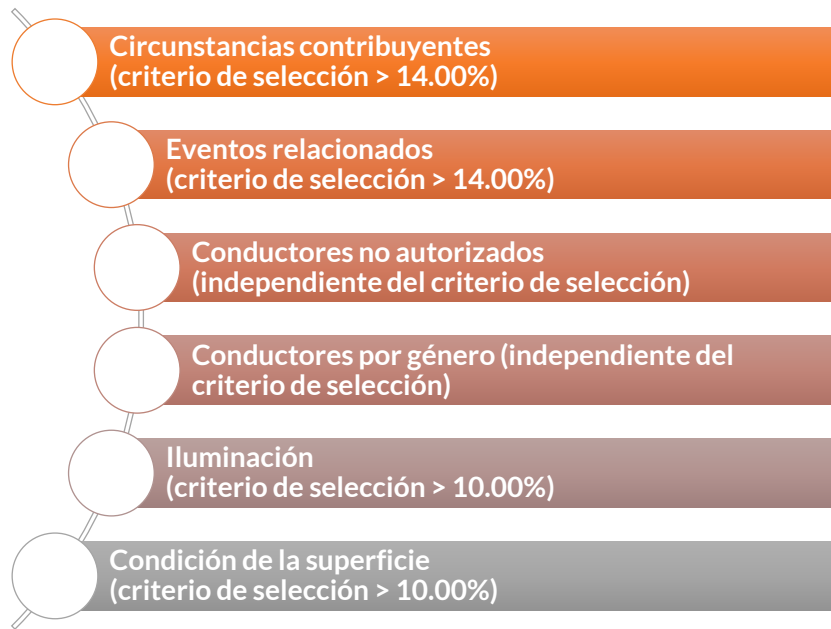 Circunstancias contribuyentes
(criterio de selección > 14.00%)
Eventos relacionados
(criterio de selección > 14.00%)
Conductores no autorizados
(independiente del criterio de selección)
Conductores por género (independiente del
criterio de selección)
Iluminación
(criterio de selección > 10.00%)
Condición de la superficie
(criterio de selección > 10.00%)